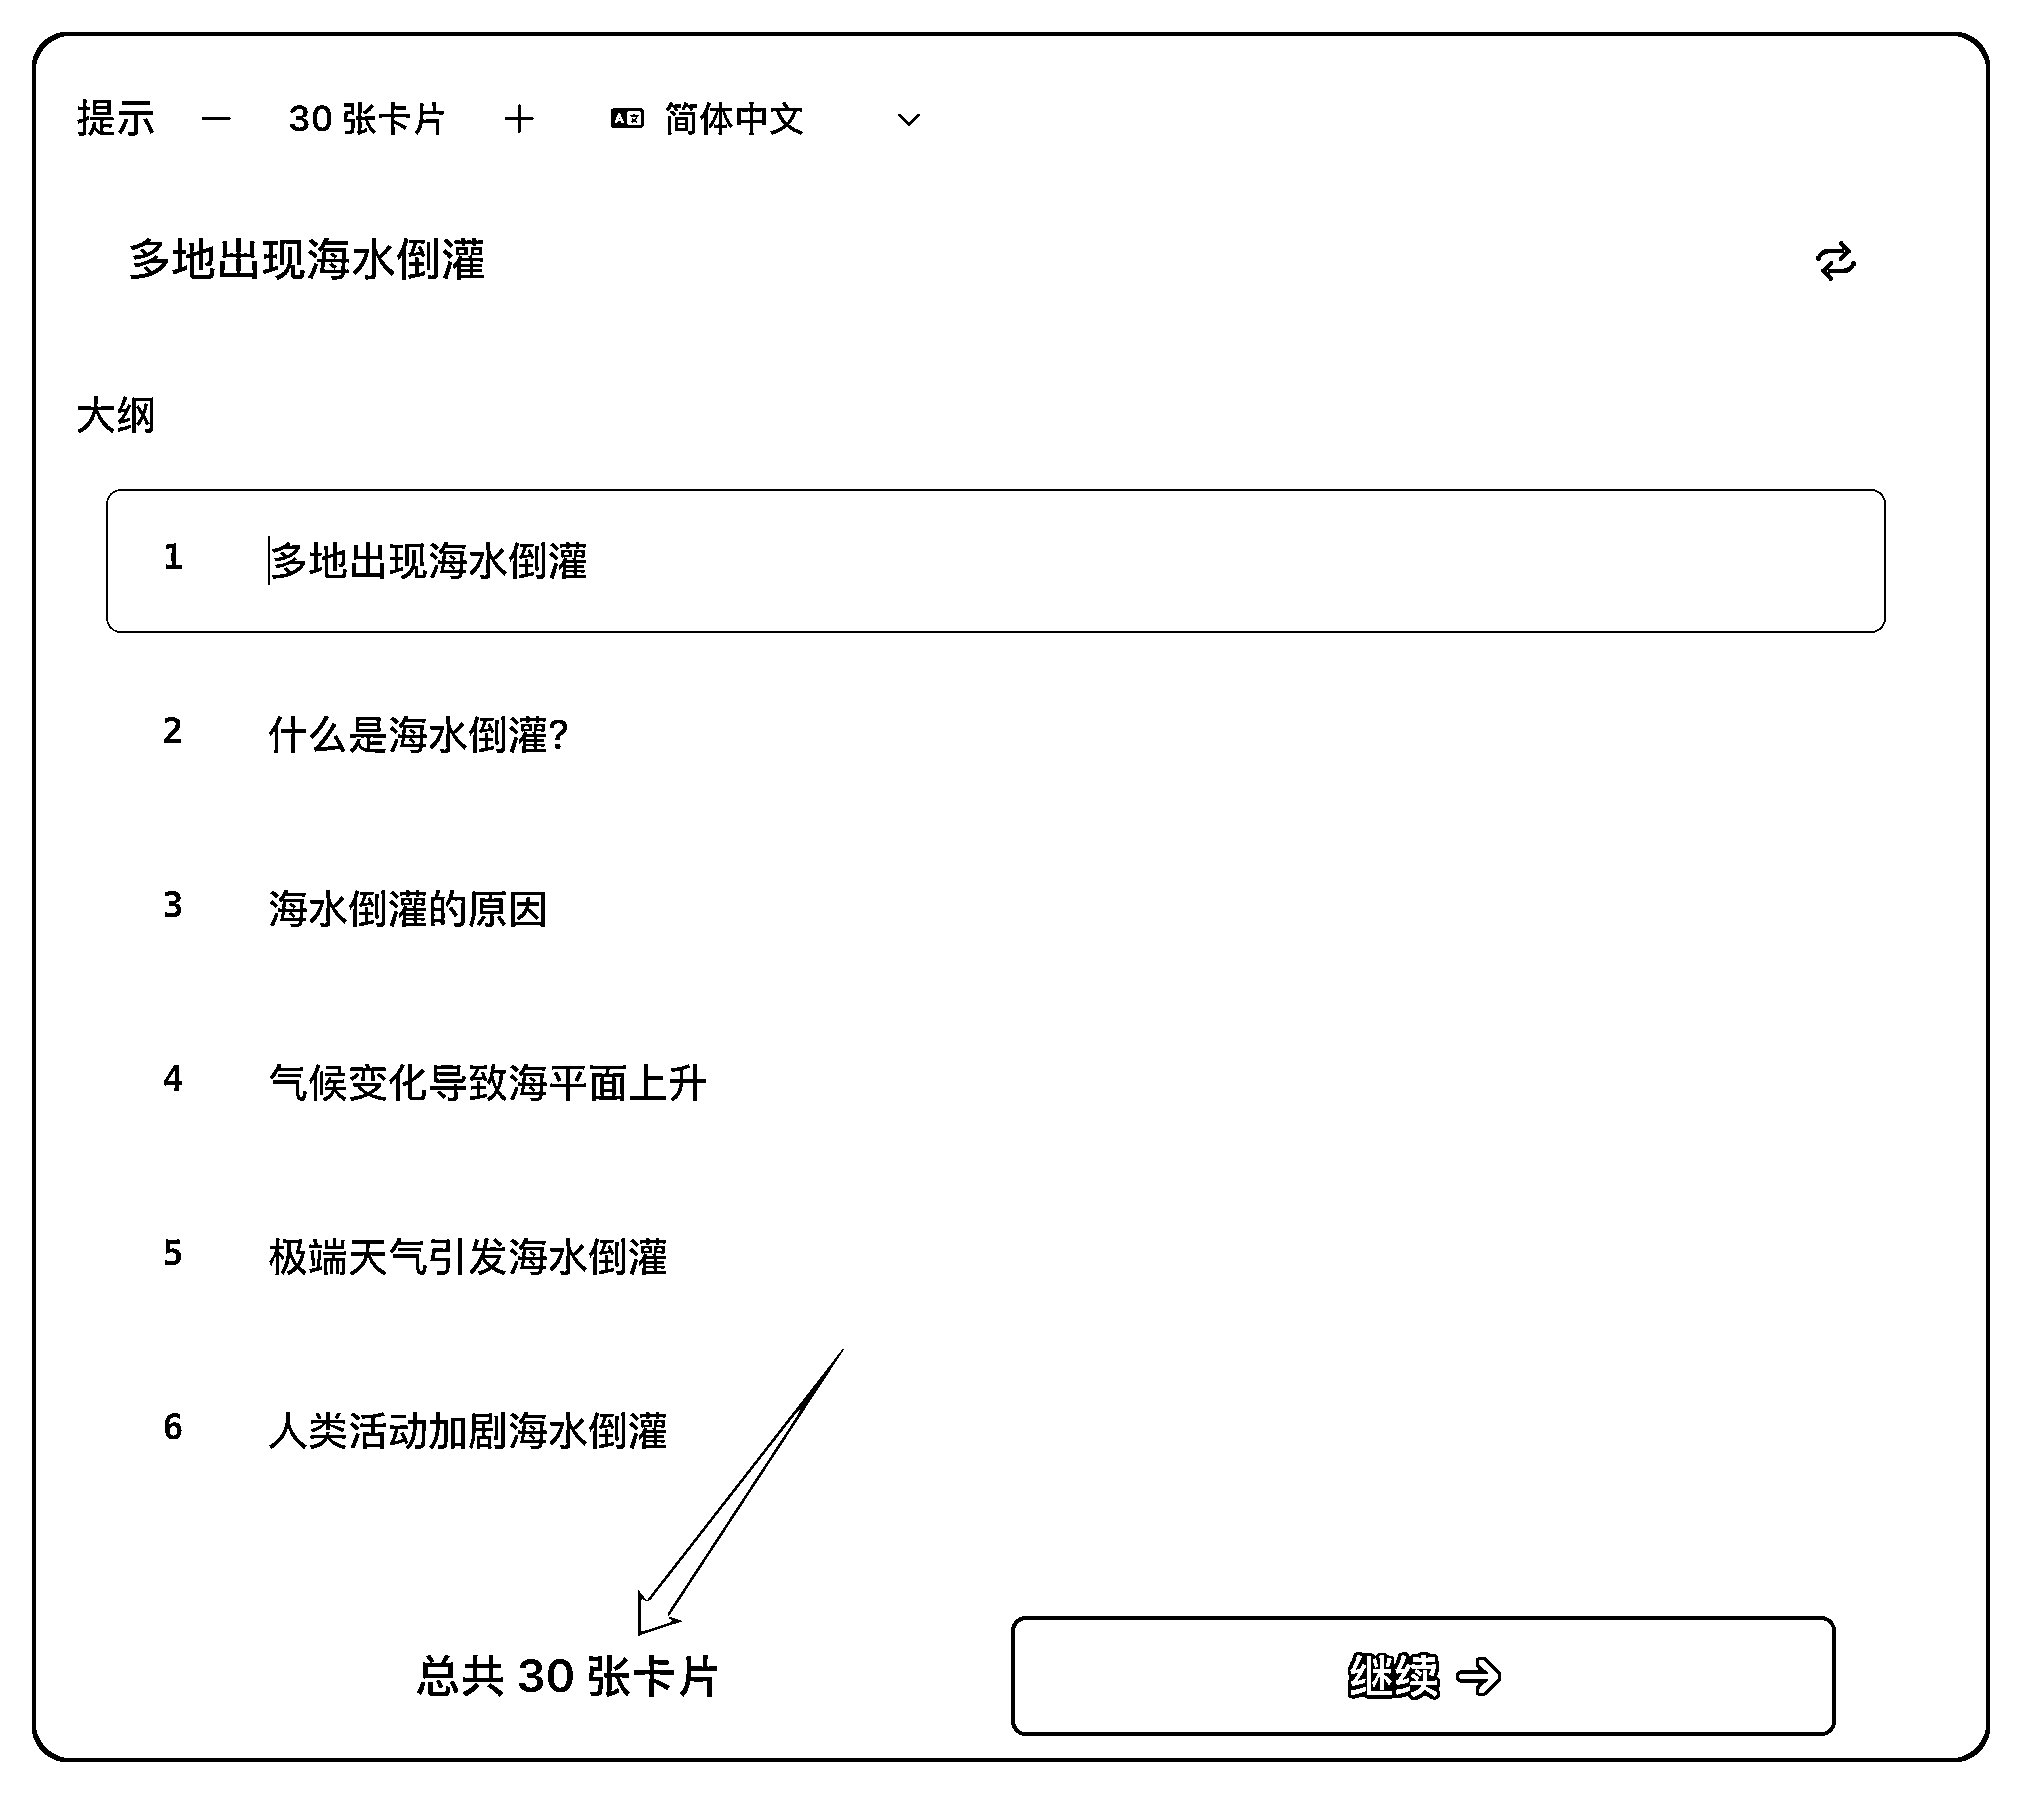 提示 30 张卡片 简体中文
多地出现海水倒灌
大纲
1 多地出现海水倒灌
2 什么是海水倒灌?
3 海水倒灌的原因
4 气候变化导致海平面上升
5 极端天气引发海水倒灌
6 人类活动加剧海水倒灌
总共 30 张卡片 继续